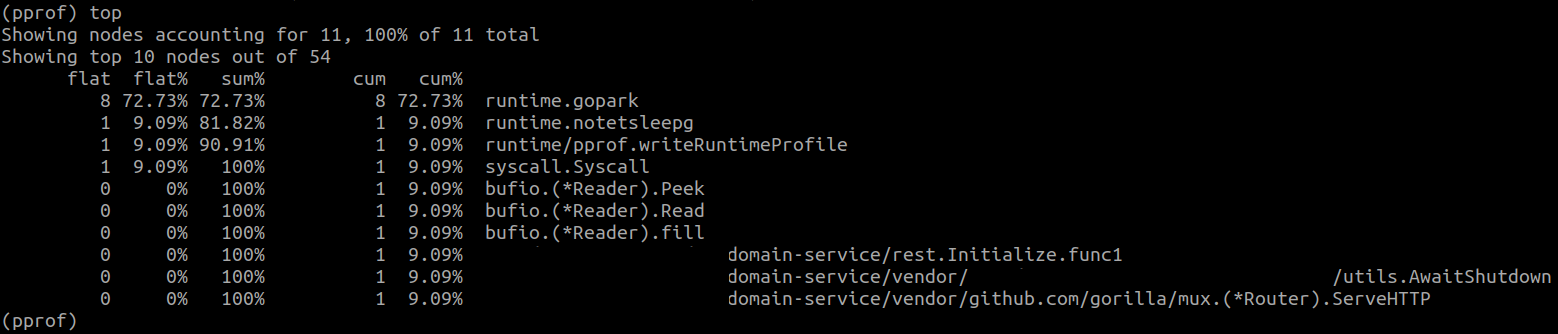 (pprof) top
Showing nodes accounting for 11, 100% of 11 total
Showing top 10 nodes out of 54
flat flat% sum% cum cum%
8 72.73% 72.73% 8 72.73% runtime.gopark
1 9.09% 81.82% 1 9.09% runtime.notetsleepg
1 9.09% 90.91% 1 9.09% runtime/pprof.writeRuntimeProfile
1 9.09% 100% 1 9.09% syscall.Syscall
0 0% 100% 1 9.09% bufio.(*Reader).Peek
0 0% 100% 1 9.09% bufio.(*Reader).Read
0 0% 100% 1 9.09% bufio.(*Reader).fill
0 0% 100% 1 9.09% domain-service/rest.Initialize.func1
0 0% 100% 1 9.09% domain-service/vendor/ /utils.AwaitShutdown
0 0% 100% 1 9.09% domain-service/vendor/github.com/gorilla/mux.(*Router).ServeHTTP
(pprof)